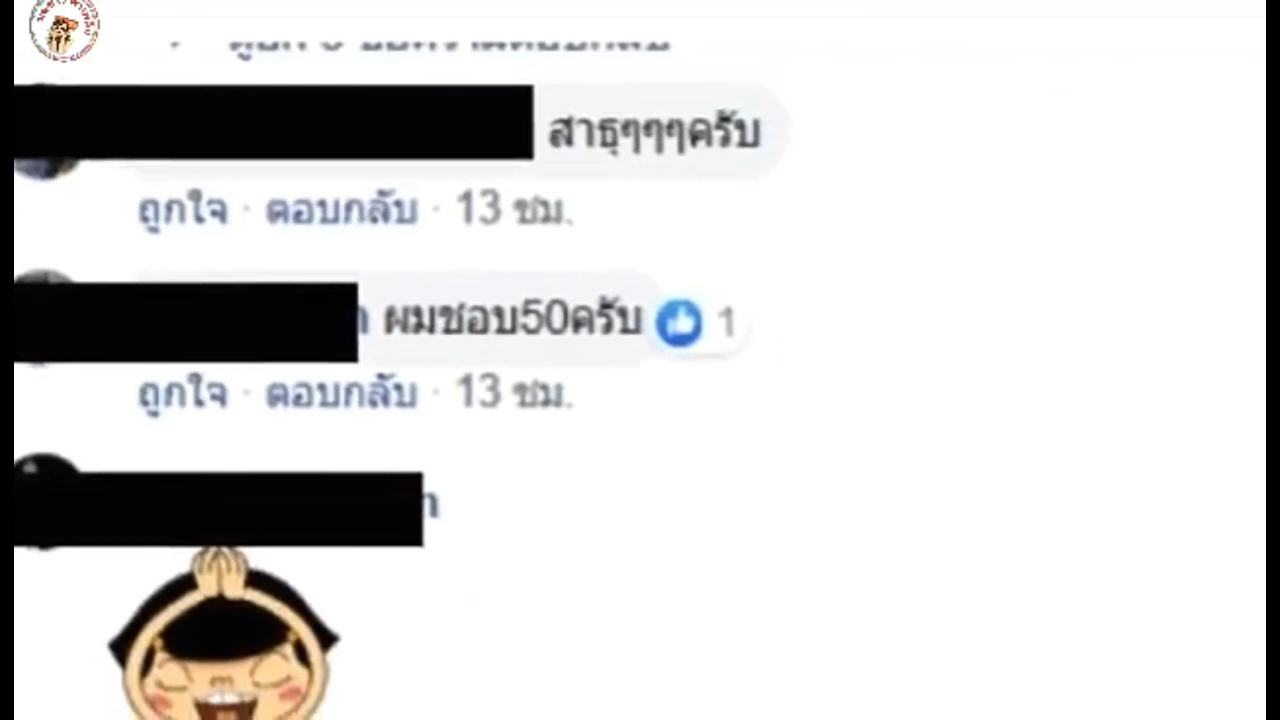 สาธุๆๆๆครับ
ถูกใจ · ตอบกลับ · 13 ชม.
ผมชอบ50ครับ 1
ถูกใจ · ตอบกลับ · 13 ชม.